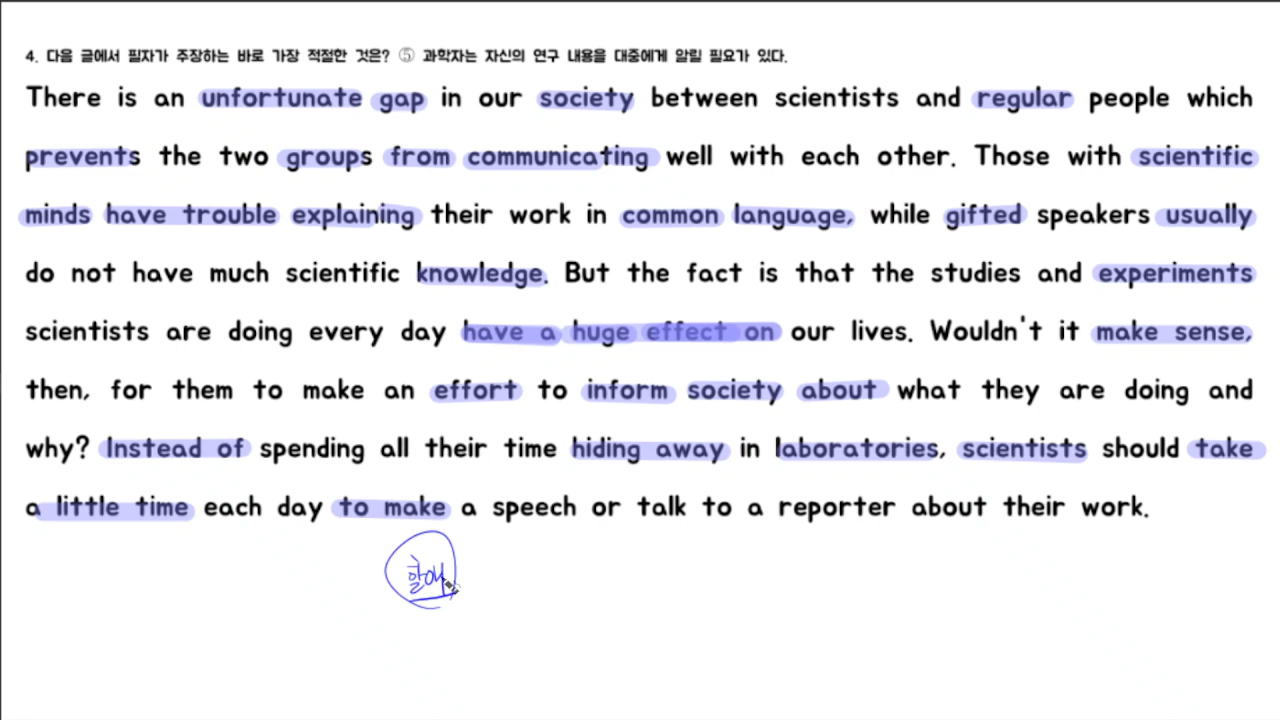 4. 다음 글에서 필자가 주장하는 바로 가장 적절한 것은? ⑤ 과학자는 자신의 연구 내용을 대중에게 알릴 필요가 있다.
There is an unfortunate gap in our society between scientists and regular people which
prevents the two groups from communicating well with each other. Those with scientific
minds have trouble explaining their work in common language, while gifted speakers usually
do not have much scientific knowledge. But the fact is that the studies and experiments
scientists are doing every day have a huge effect on our lives. Wouldn't it make sense,
then, for them to make an effort to inform society about what they are doing and
why? Instead of spending all their time hiding away in laboratories, scientists should take
a little time each day to make a speech or talk to a reporter about their work.
할애